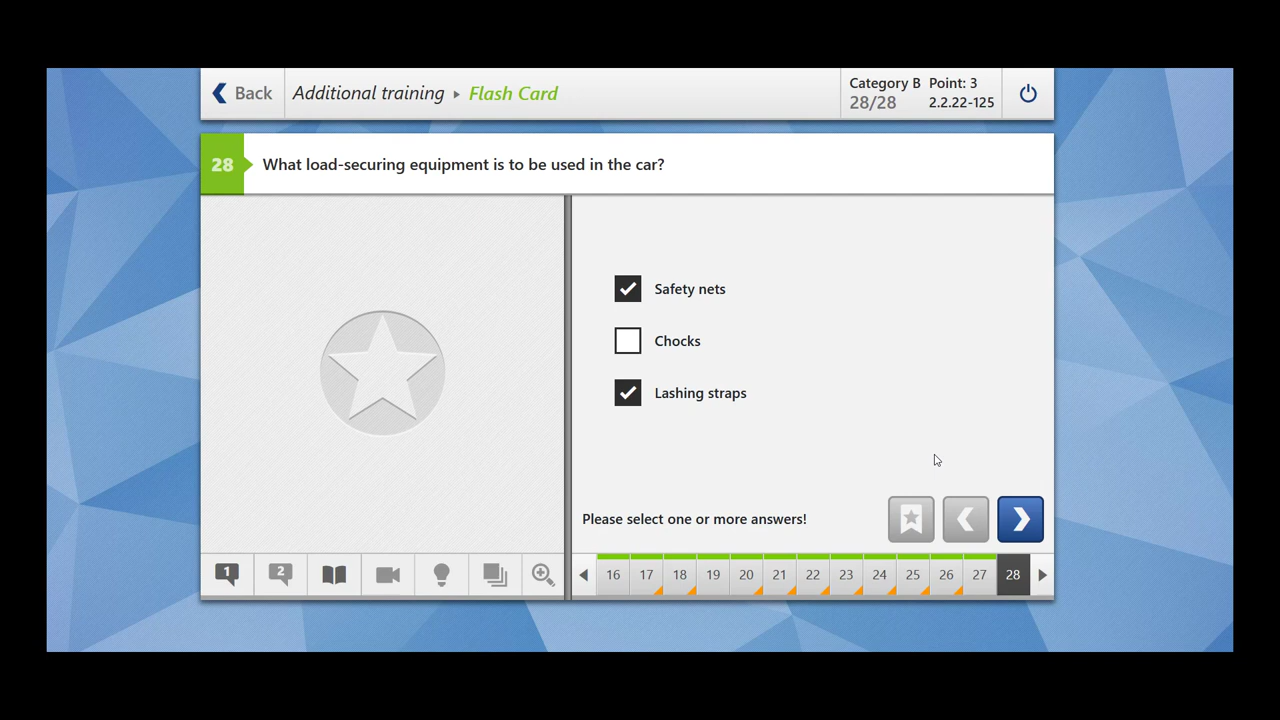 Back
Additional training ▸ Flash Card
Category B Point: 3
28/28 2.2.22-125
28 What load-securing equipment is to be used in the car?
Safety nets
Chocks
Lashing straps
Please select one or more answers!
1 2
16 17 18 19 20 21 22 23 24 25 26 27 28